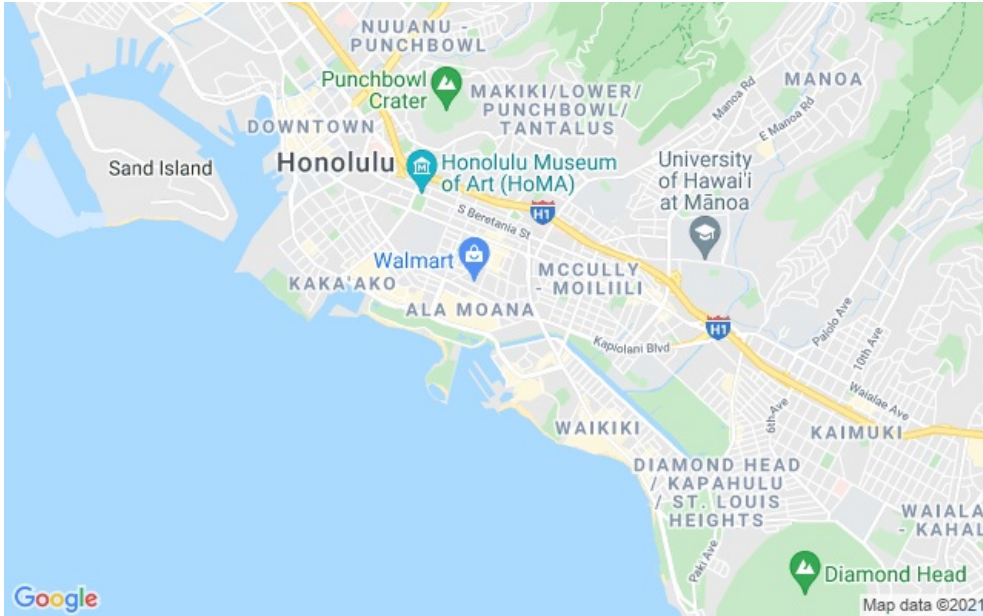 NUUANU -
PUNCHBOWL
Punchbowl
Crater
MAKIKI/LOWER/
PUNCHBOWL/
TANTALUS
Manoa Rd
MANOA
E Manoa Rd
DOWNTOWN
Sand Island
Honolulu
Honolulu Museum
of Art (HoMA)
University
of Hawai'i
at Mānoa
H1
S Beretania St
Walmart
MCCULLY
- MOILIILI
KAKA'AKO
ALA MOANA
H1
Kapiolani Blvd
Palolo Ave
10th Ave
Waialae Ave
6th Ave
WAIKIKI
KAIMUKI
DIAMOND HEAD
/ KAPAHULU
/ ST. LOUIS
HEIGHTS
WAIALA
- KAHAL
Paki Ave
Diamond Head
Google
Map data ©2021